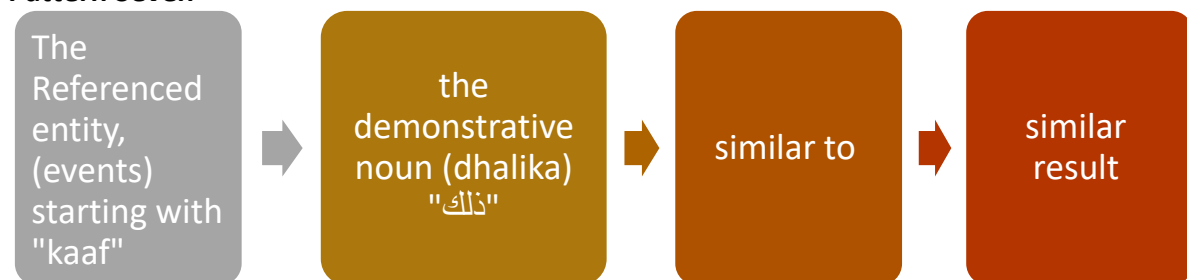 The
Referenced
entity,
(events)
starting with
"kaaf"
the
demonstrative
noun (dhalika)
"ذلك"
similar to
similar
result